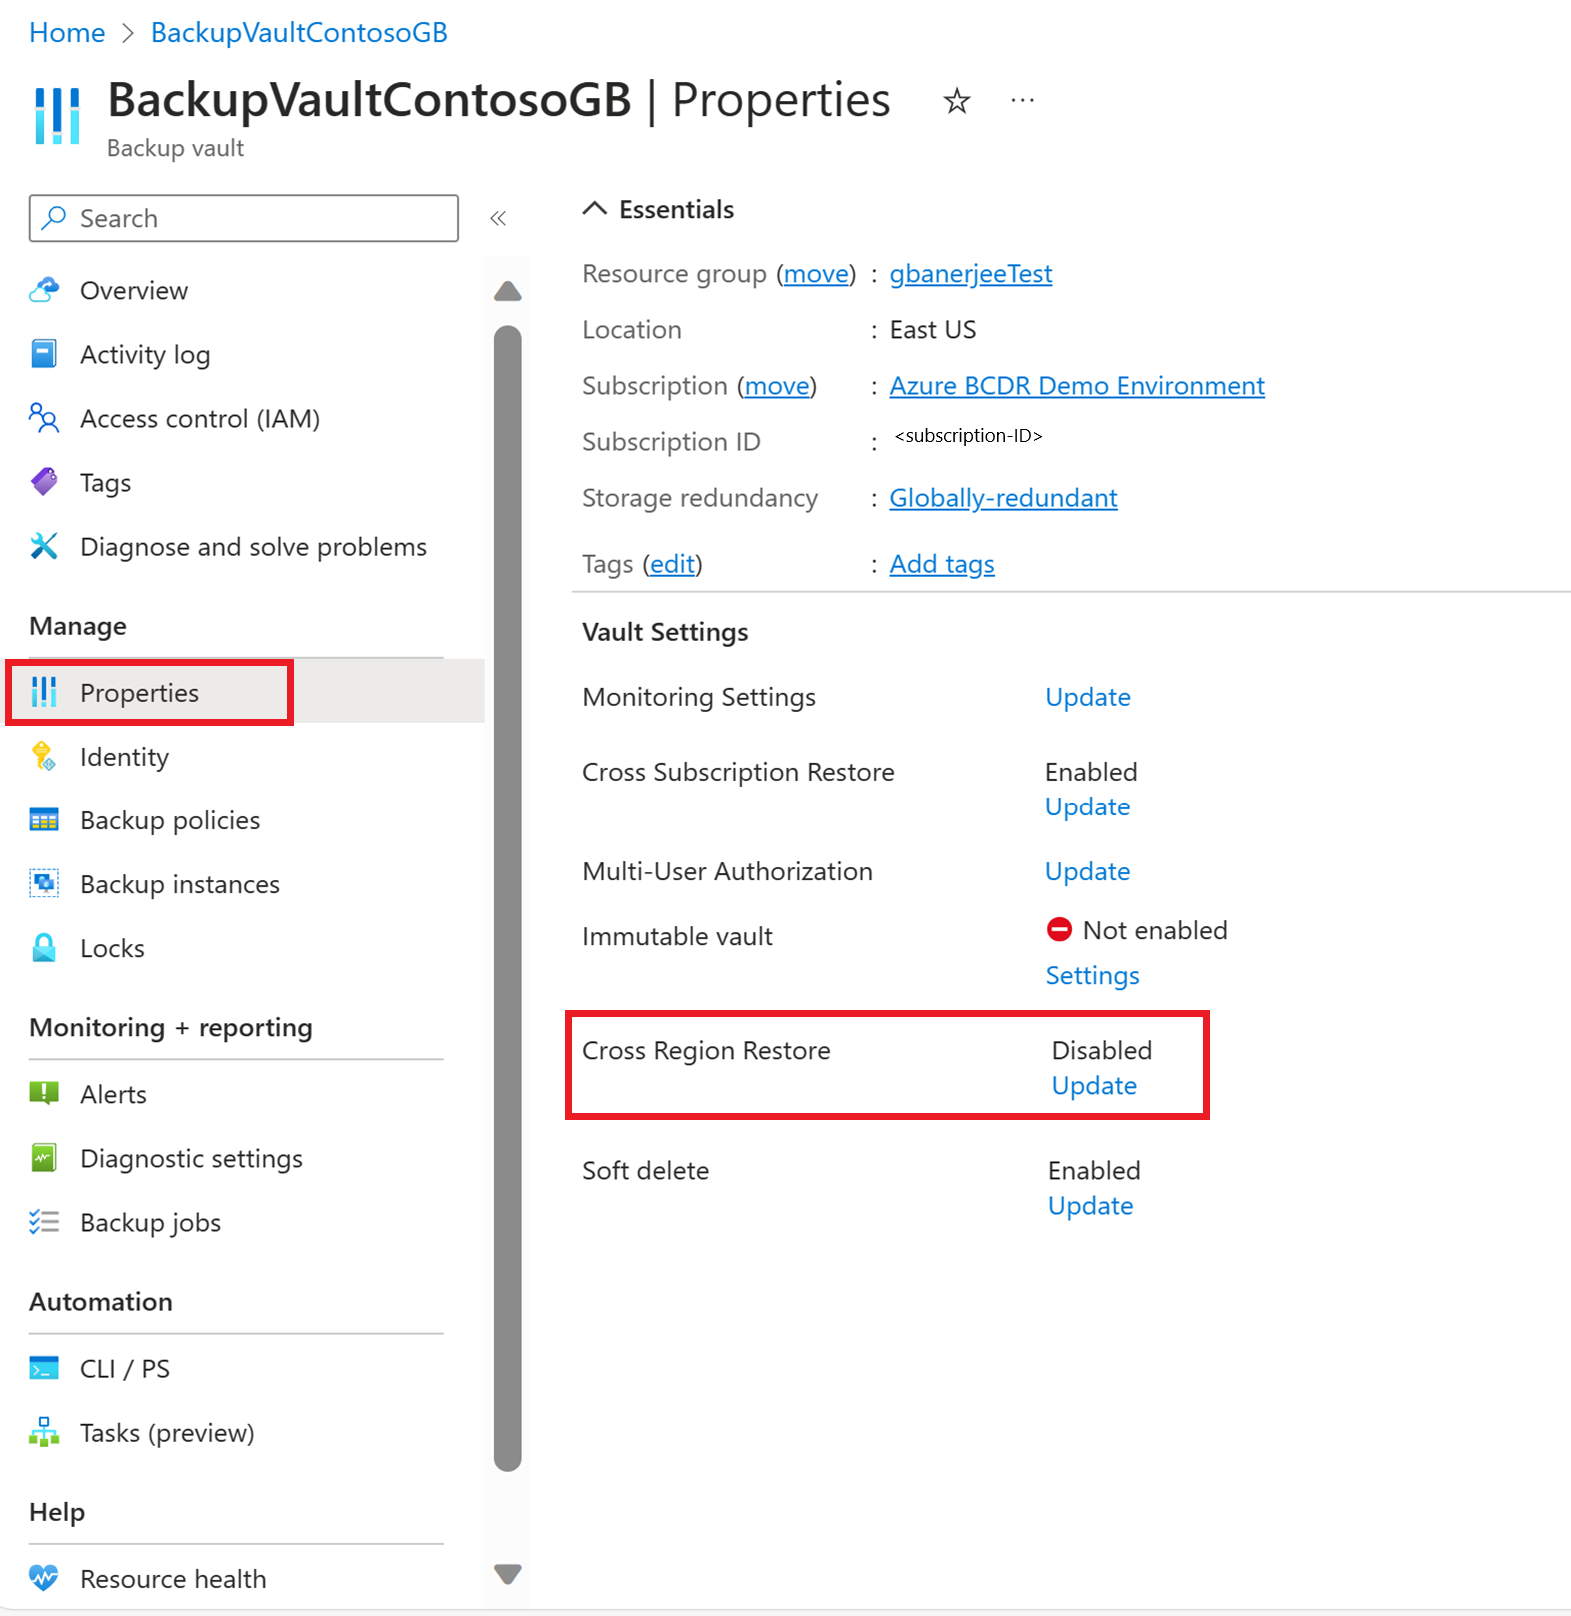 Home > BackupVaultContosoGB
BackupVaultContosoGB | Properties ☆ ···
Backup vault
Search «
Overview
Activity log
Access control (IAM)
Tags
Diagnose and solve problems
Manage
Properties
Identity
Backup policies
Backup instances
Locks
Monitoring + reporting
Alerts
Diagnostic settings
Backup jobs
Automation
CLI / PS
Tasks (preview)
Help
Resource health
Essentials
Resource group (move) : gbanerjeeTest
Location : East US
Subscription (move) : Azure BCDR Demo Environment
Subscription ID : <subscription-ID>
Storage redundancy : Globally-redundant
Tags (edit) : Add tags
Vault Settings
Monitoring Settings Update
Cross Subscription Restore Enabled
Update
Multi-User Authorization Update
Immutable vault Not enabled
Settings
Cross Region Restore Disabled
Update
Soft delete Enabled
Update